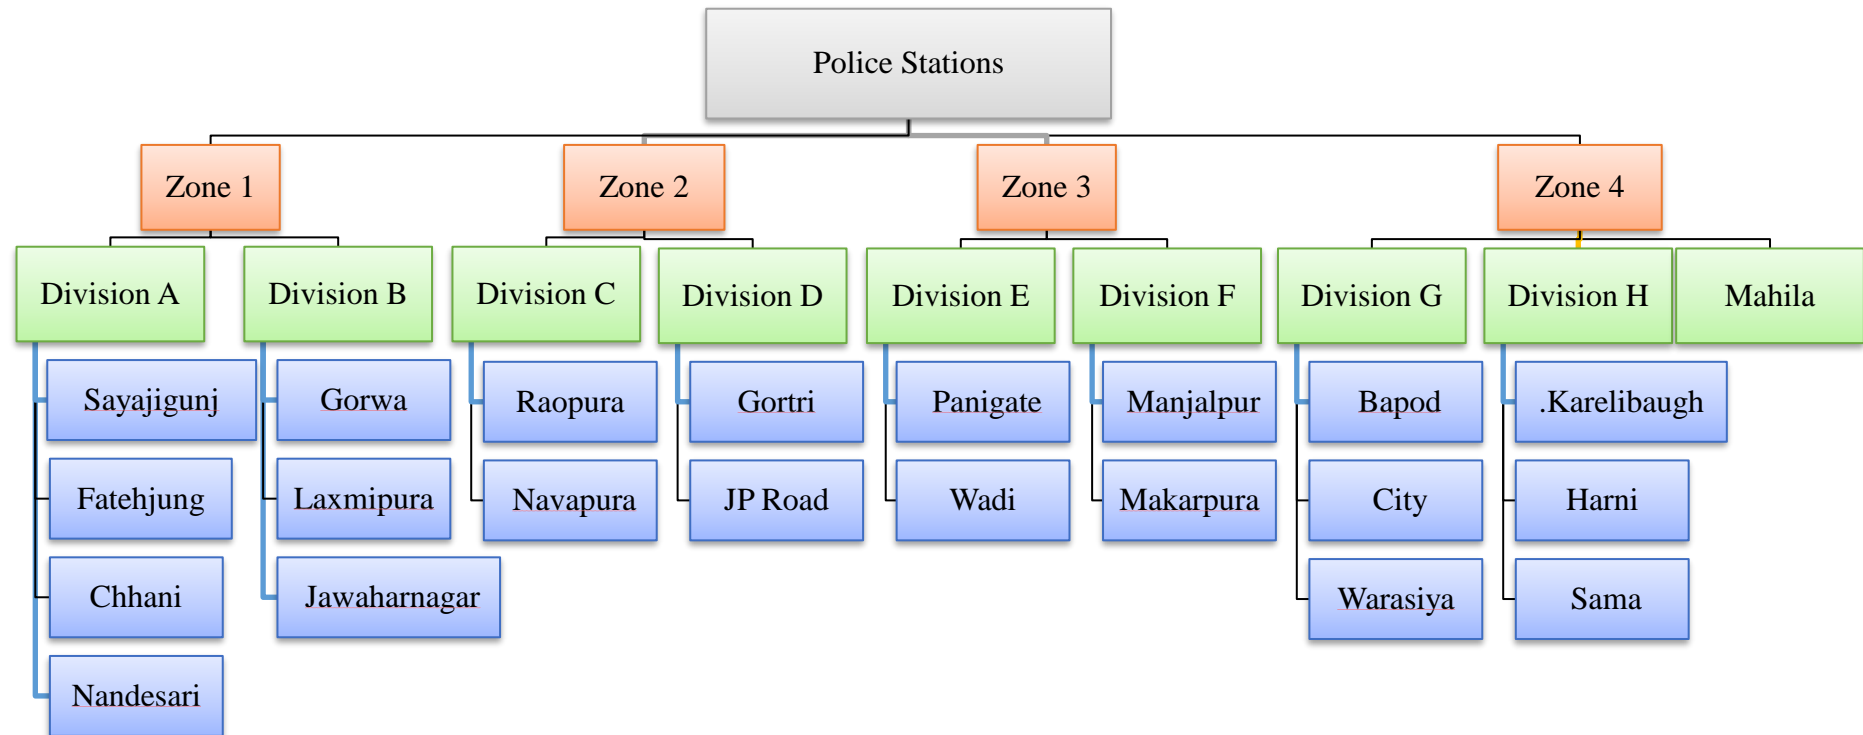 Police Stations
Zone 1
Zone 2
Zone 3
Zone 4
Division A
Division B
Division C
Division D
Division E
Division F
Division G
Division H
Mahila
Sayajigunj
Gorwa
Raopura
Gortri
Panigate
Manjalpur
Bapod
.Karelibaugh
Fatehjung
Laxmipura
Navapura
JP Road
Wadi
Makarpura
City
Harni
Chhani
Jawaharnagar
Warasiya
Sama
Nandesari